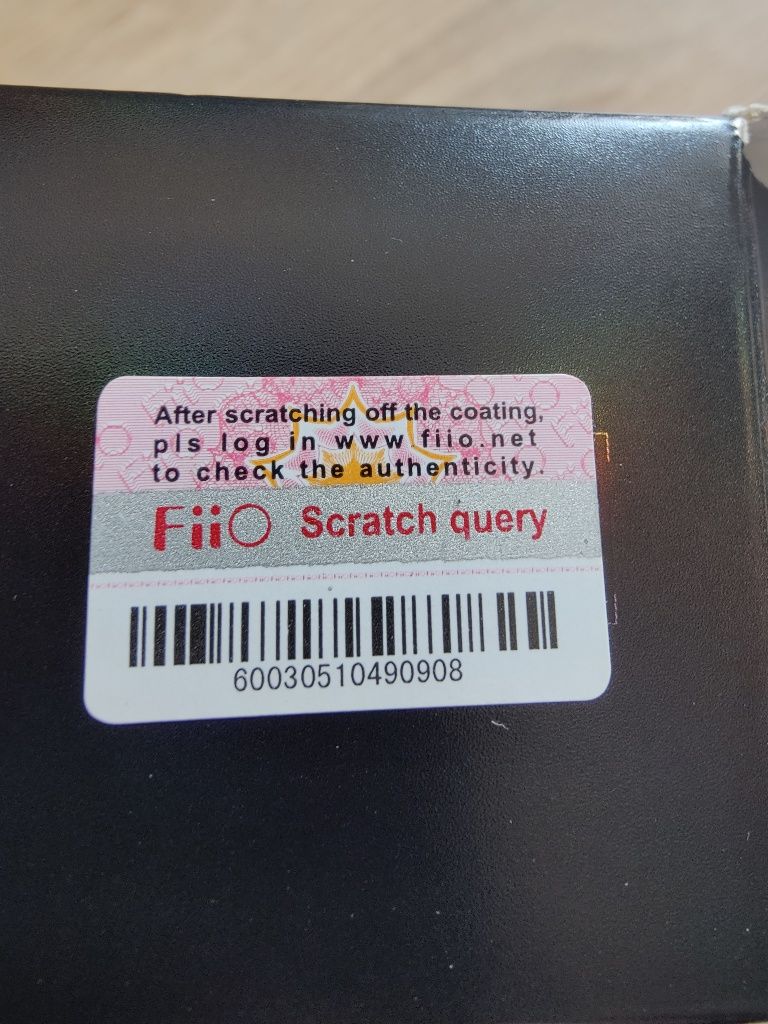 After scratching off the coating,
pls log in www.fiio.net
to check the authenticity.
FiiO Scratch query
60030510490908